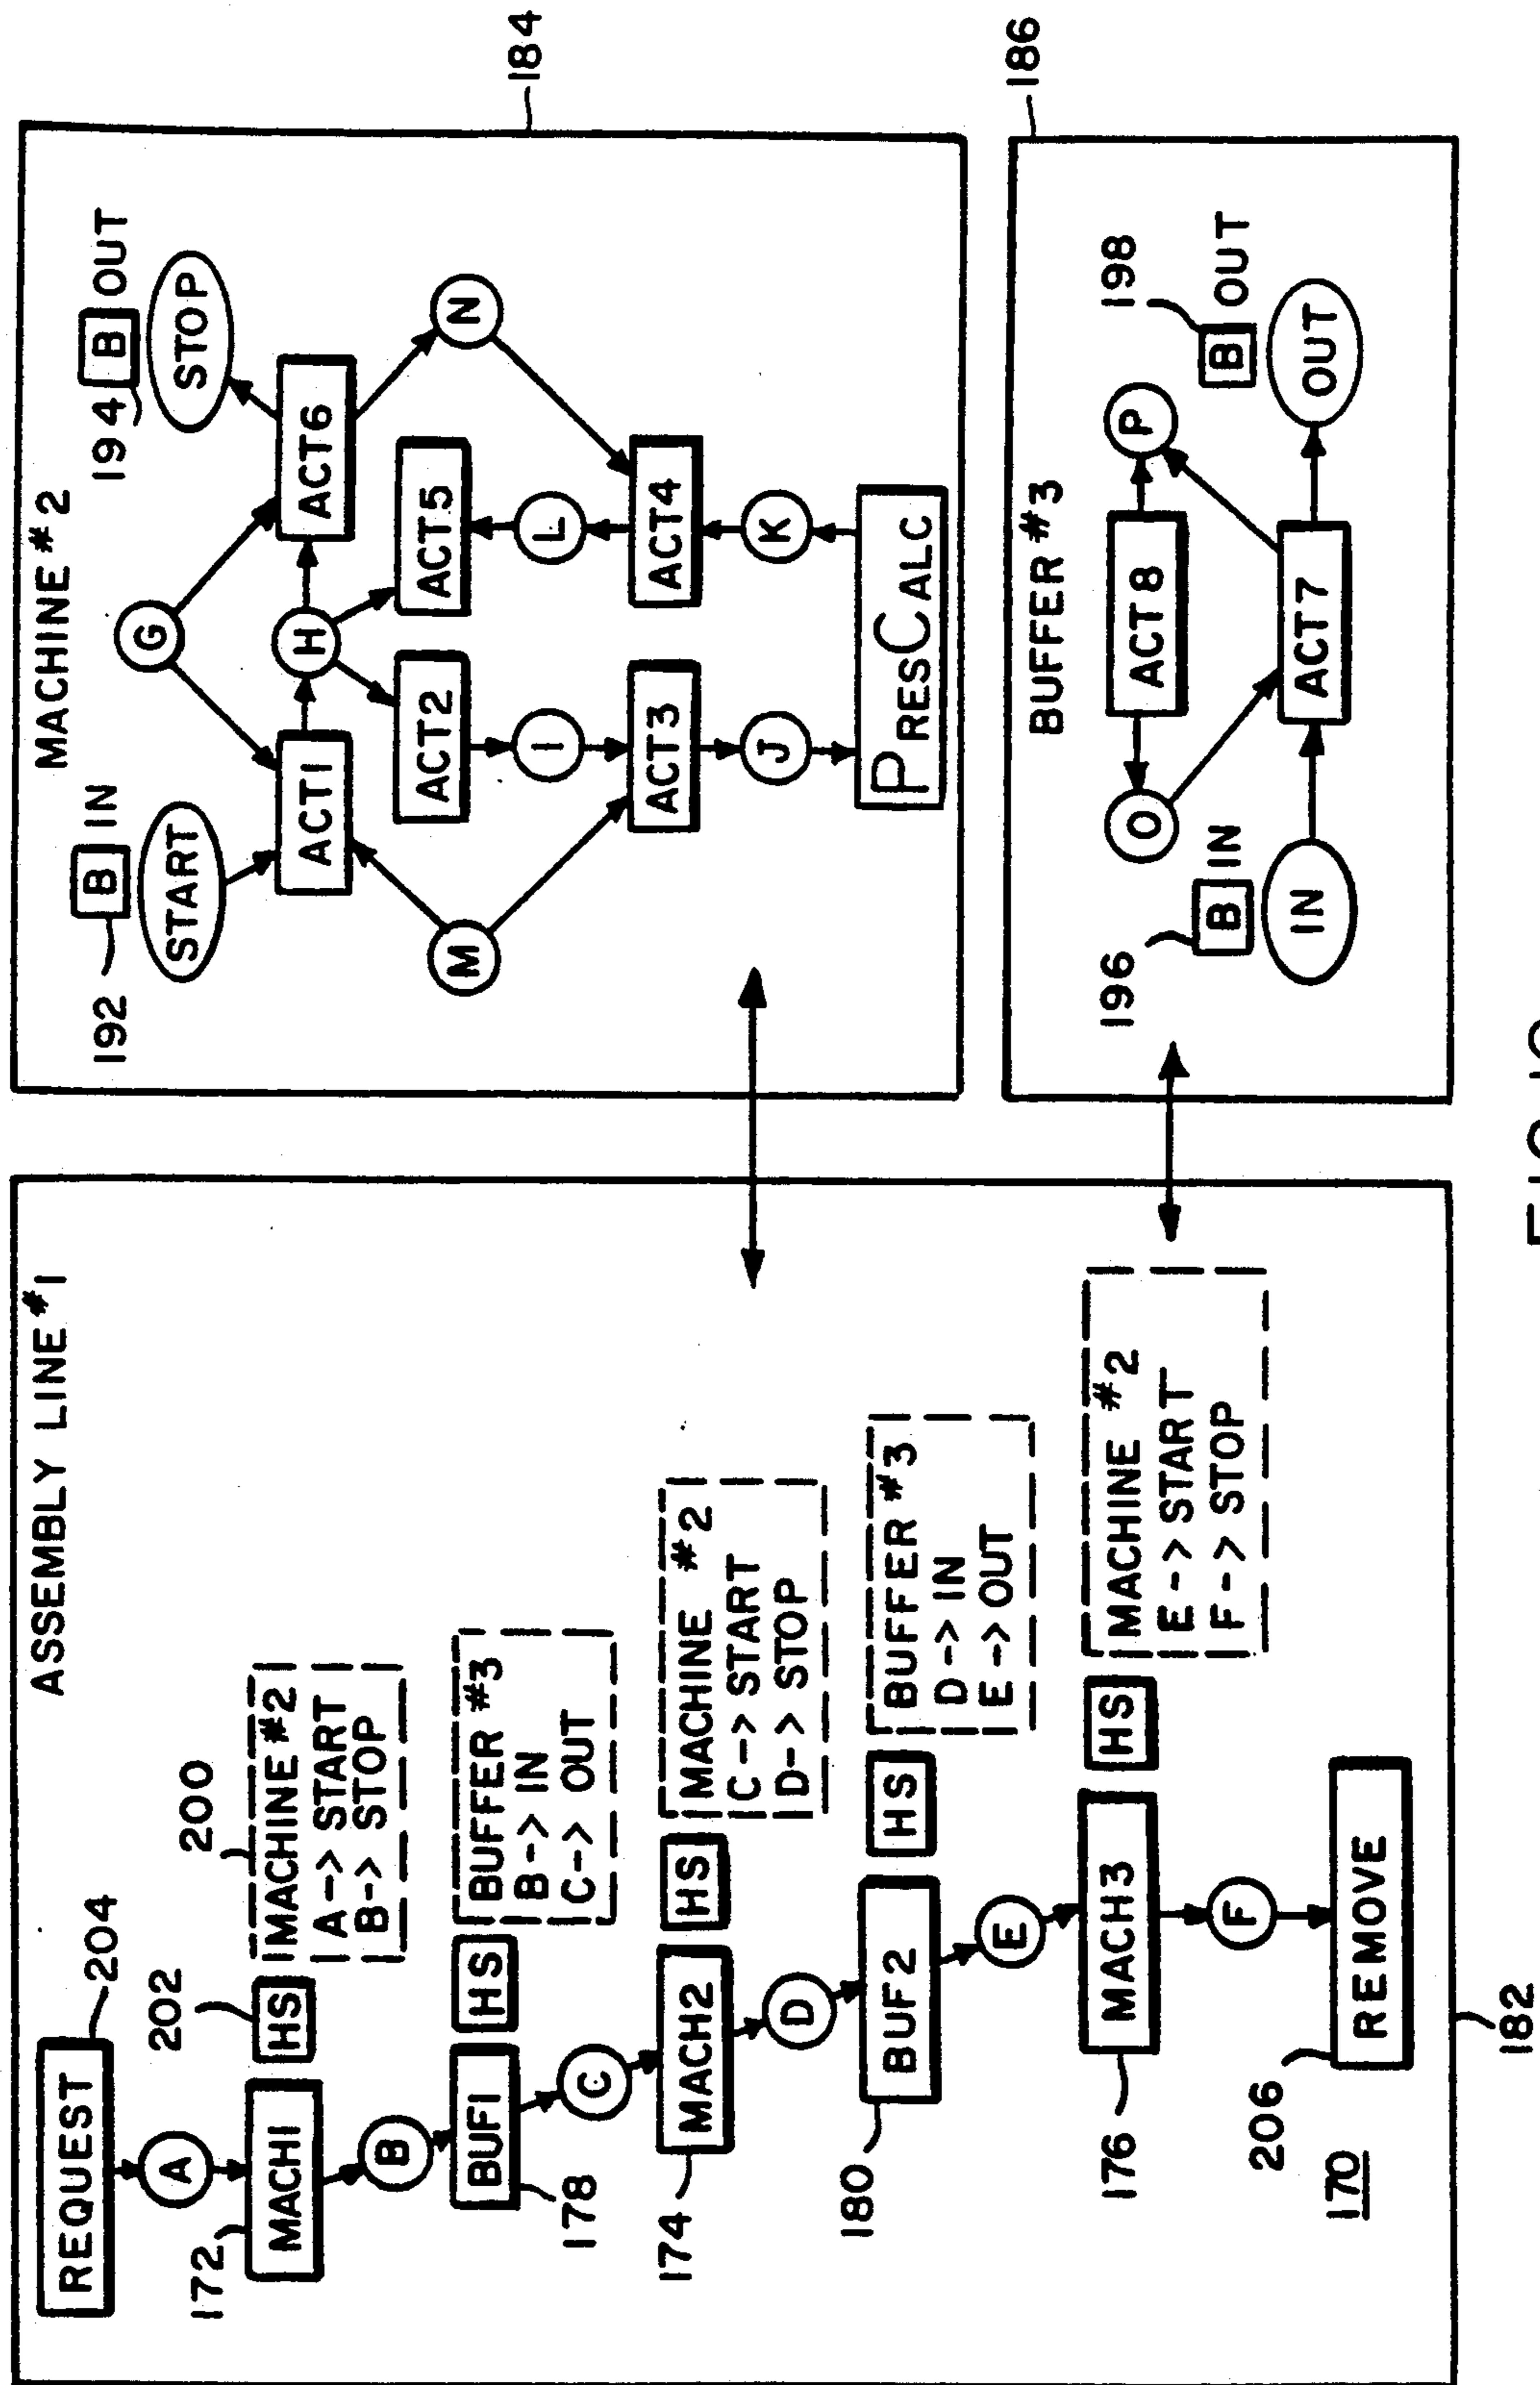 ASSEMBLY LINE #1
REQUEST
204
A
202
200
172
MACH1
HS
MACHINE #2
A -> START
B -> STOP
B
BUF1
178
HS
BUFFER #3
B -> IN
C -> OUT
C
174
MACH2
HS
MACHINE #2
C -> START
D -> STOP
D
180
BUF2
HS
BUFFER #3
D -> IN
E -> OUT
E
176
MACH3
HS
MACHINE #2
E -> START
F -> STOP
F
206
REMOVE
170
182
MACHINE #2
192
B IN
START
194
B OUT
STOP
G
ACT1
H
ACT6
M
ACT2
ACT5
N
I
L
ACT3
ACT4
J
K
PRESCALC
184
BUFFER #3
196
B IN
IN
O
ACT8
P
198
B OUT
OUT
ACT7
186